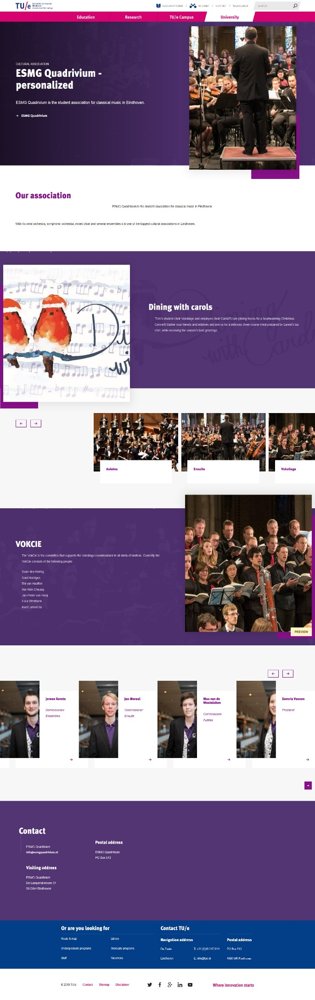 TU/e Technische Universiteit
Eindhoven
University of Technology
EDUCATION GUIDE / INTRANET / CONTACT / NEDERLANDS
SEARCH
Education
Research
TU/e Campus
University
CULTURAL ASSOCIATION
ESMG Quadrivium -
personalized
ESMG Quadrivium is the student association for classical music in Eindhoven.
→ ESMG Quadrivium
Our association
ESMG Quadrivium is the student association for classical music in Eindhoven
With it's wind orchestra, symphonic orchestra, mixed choir and several ensembles it is one of the biggest cultural associations in Eindhoven.
Dining with carols
TU/e's student choir Vokollage and employee choir CantaTU are joining forces for a heartwarming Christmas
Concert! Gather your friends and relatives and join us for a delicious three course meal prepared by Eurest's top
chef, while receiving the season's best greetings.
Auletes
Ensuite
Vokollage
VOKCIE
The VokCie is the committee that supports the Vokollage commissioner in all kinds of matters. Currently the
VokCie consists of the following people:
Daan den Hartog
Gaël Heintges
Rik van Haaften
Hei-Wah Cheung
Jan-Pieter van Rooij
Luca Westhoek
Mart Lamerichs
PREVIEW
Jeroen Korste
Commissioner
Ensembles
Jan Moraal
Commissioner
Ensuite
Max van de
Westelaken
Commissioner
Auletes
Xaveria Vossen
President
Contact
ESMG Quadrivium
info@esmgquadrivium.nl
Visiting address
ESMG Quadrivium
De Lampendriessen 31
5612AH Eindhoven
Postal address
ESMG Quadrivium
PO Box 513
Or are you looking for
Route & map
Library
Undergraduate programs
Graduate programs
Staff
Vacancies
Contact TU/e
Navigation address
De Zaale
T: +31 (0)40 247 9111
Eindhoven
E: info@tue.nl
Postal address
PO Box 513
5600 MB Eindhoven
© 2018 TU/e
Contact
Sitemap
Disclaimer
Where innovation starts